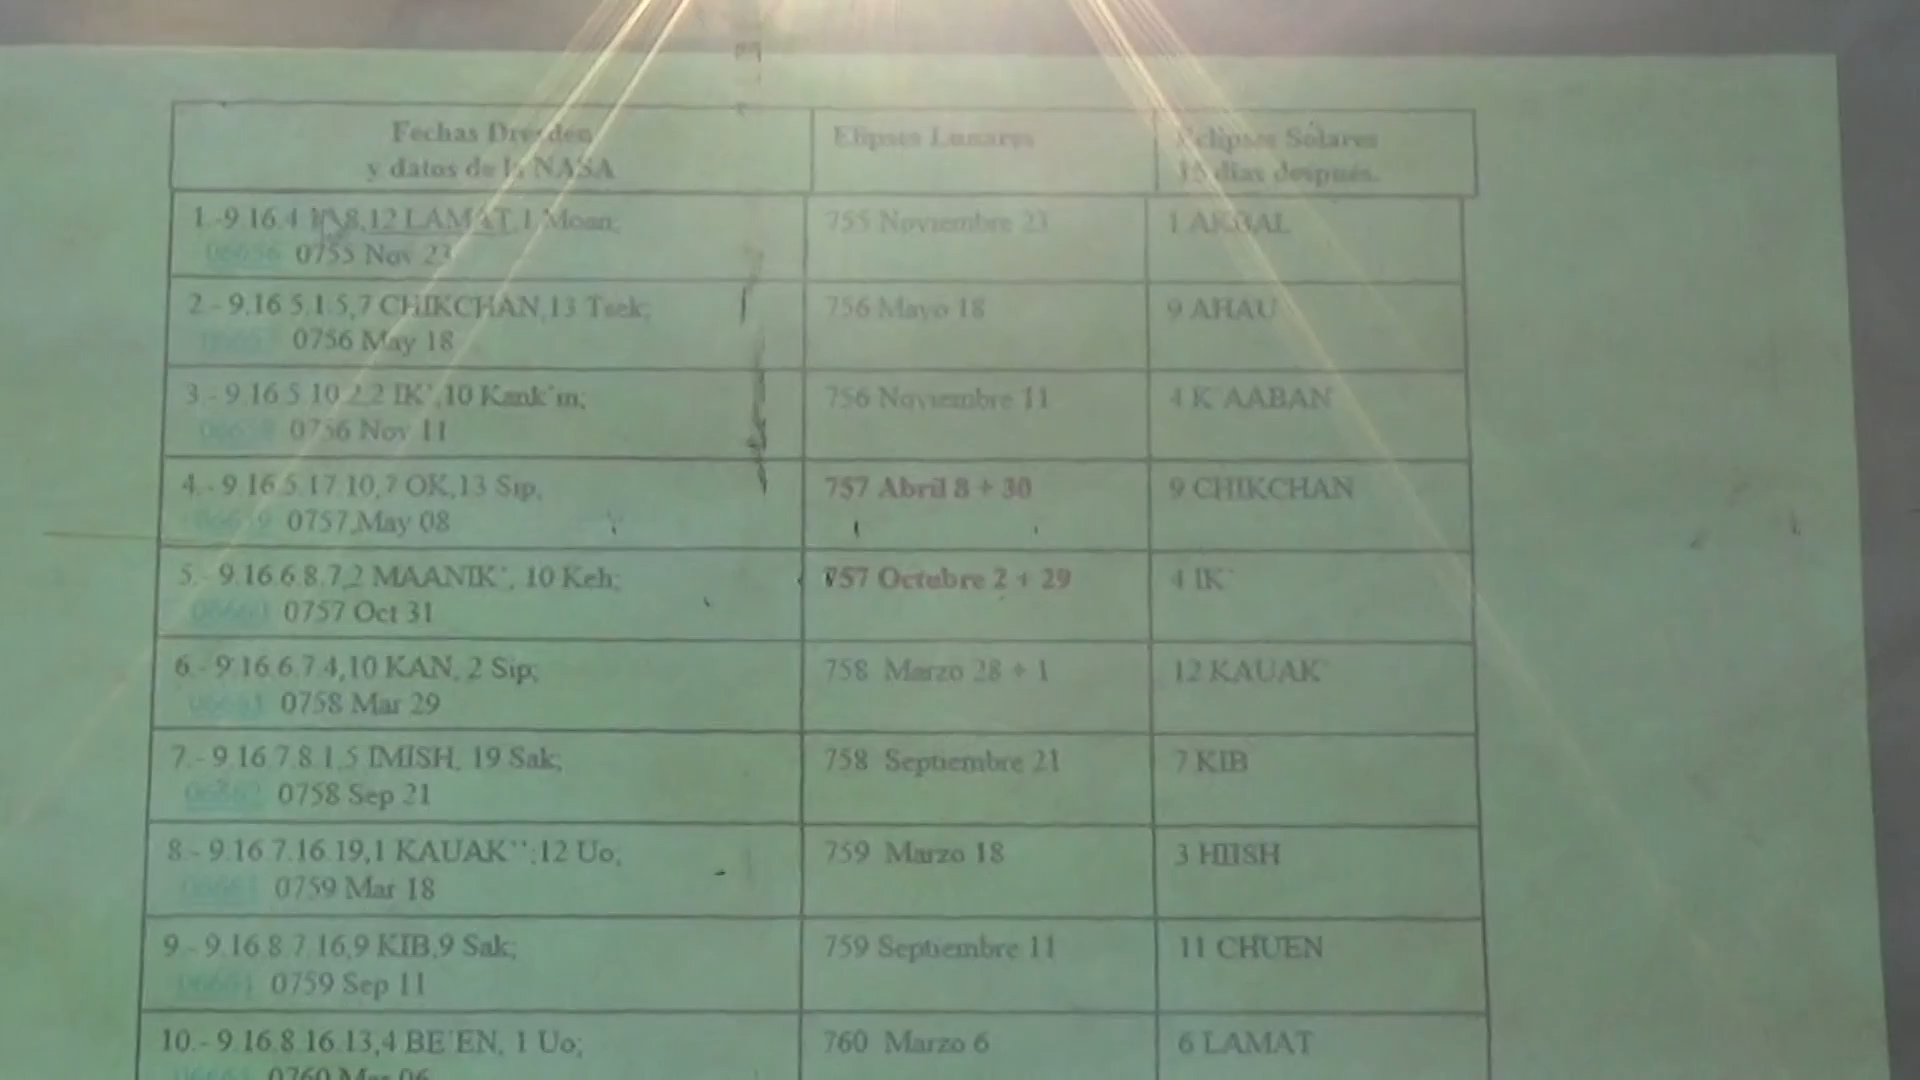 Fechas Dresden
y datos de la NASA
Elipses Lunares
Eclipses Solares
15 dias después.
1.-9.16.4 8,12 LAMAT,1 Moan;
0755 Nov 23
755 Noviembre 23
1 AKBAL
2.- 9.16 5.1.5,7 CHIKCHAN,13 Tsek;
0756 May 18
756 Mayo 18
9 AHAU
3.- 9.16 5 10 2.2 IK',10 Kank'in;
0756 Nov 11
756 Noviembre 11
4 K'AABAN
4.- 9.16 5.17 10,7 OK,13 Sip,
0757 May 08
757 Abril 8 + 30
9 CHIKCHAN
5.- 9.16.6.8.7,2 MAANIK', 10 Keh;
0757 Oct 31
757 Octubre 2 + 29
4 IK'
6.- 9.16.6.7.4,10 KAN, 2 Sip;
0758 Mar 29
758 Marzo 28 + 1
12 KAUAK'
7.- 9.16 7.8.1,5 IMISH, 19 Sak;
0758 Sep 21
758 Septiembre 21
7 KIB
8.- 9.16 7.16.19,1 KAUAK'',12 Uo,
0759 Mar 18
759 Marzo 18
3 HIISH
9.- 9.16 8.7.16,9 KIB,9 Sak;
0759 Sep 11
759 Septiembre 11
11 CHUEN
10.- 9.16.8.16.13,4 BE'EN, 1 Uo;
0760 Mar 06
760 Marzo 6
6 LAMAT